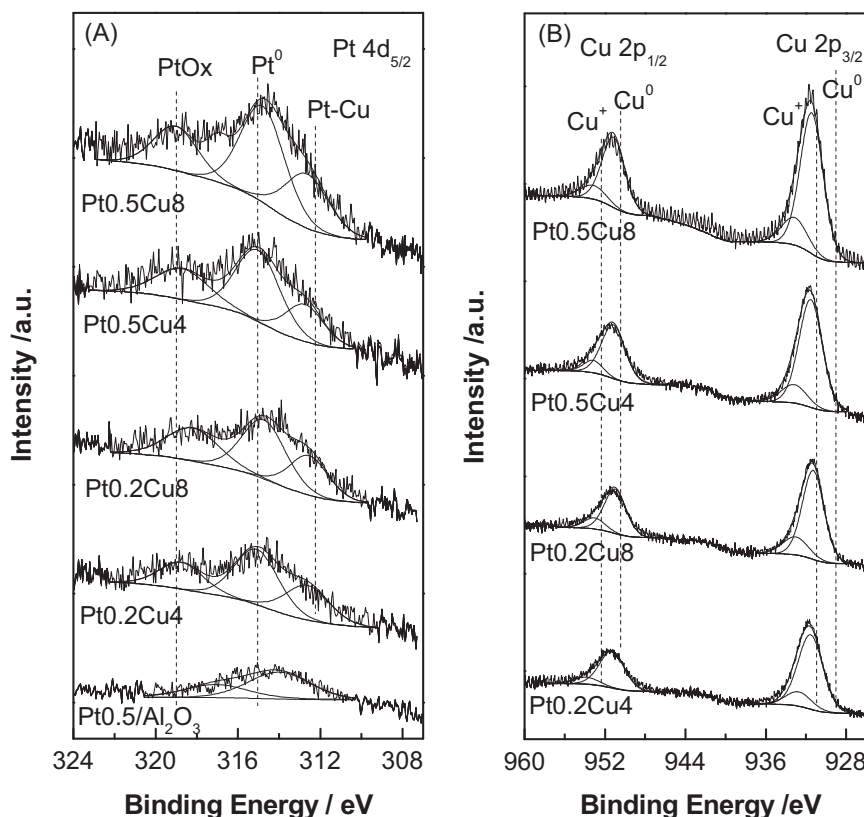 (A)
Pt 4d5/2
PtOx
Pt0
Pt-Cu
Pt0.5Cu8
Pt0.5Cu4
Pt0.2Cu8
Pt0.2Cu4
Pt0.5/Al2O3
Intensity /a.u.
324 320 316 312 308
Binding Energy / eV
(B)
Cu 2p1/2
Cu 2p3/2
Cu+
Cu0
Cu+
Cu0
Pt0.5Cu8
Pt0.5Cu4
Pt0.2Cu8
Pt0.2Cu4
Intensity /a.u.
960 952 944 936 928
Binding Energy /eV